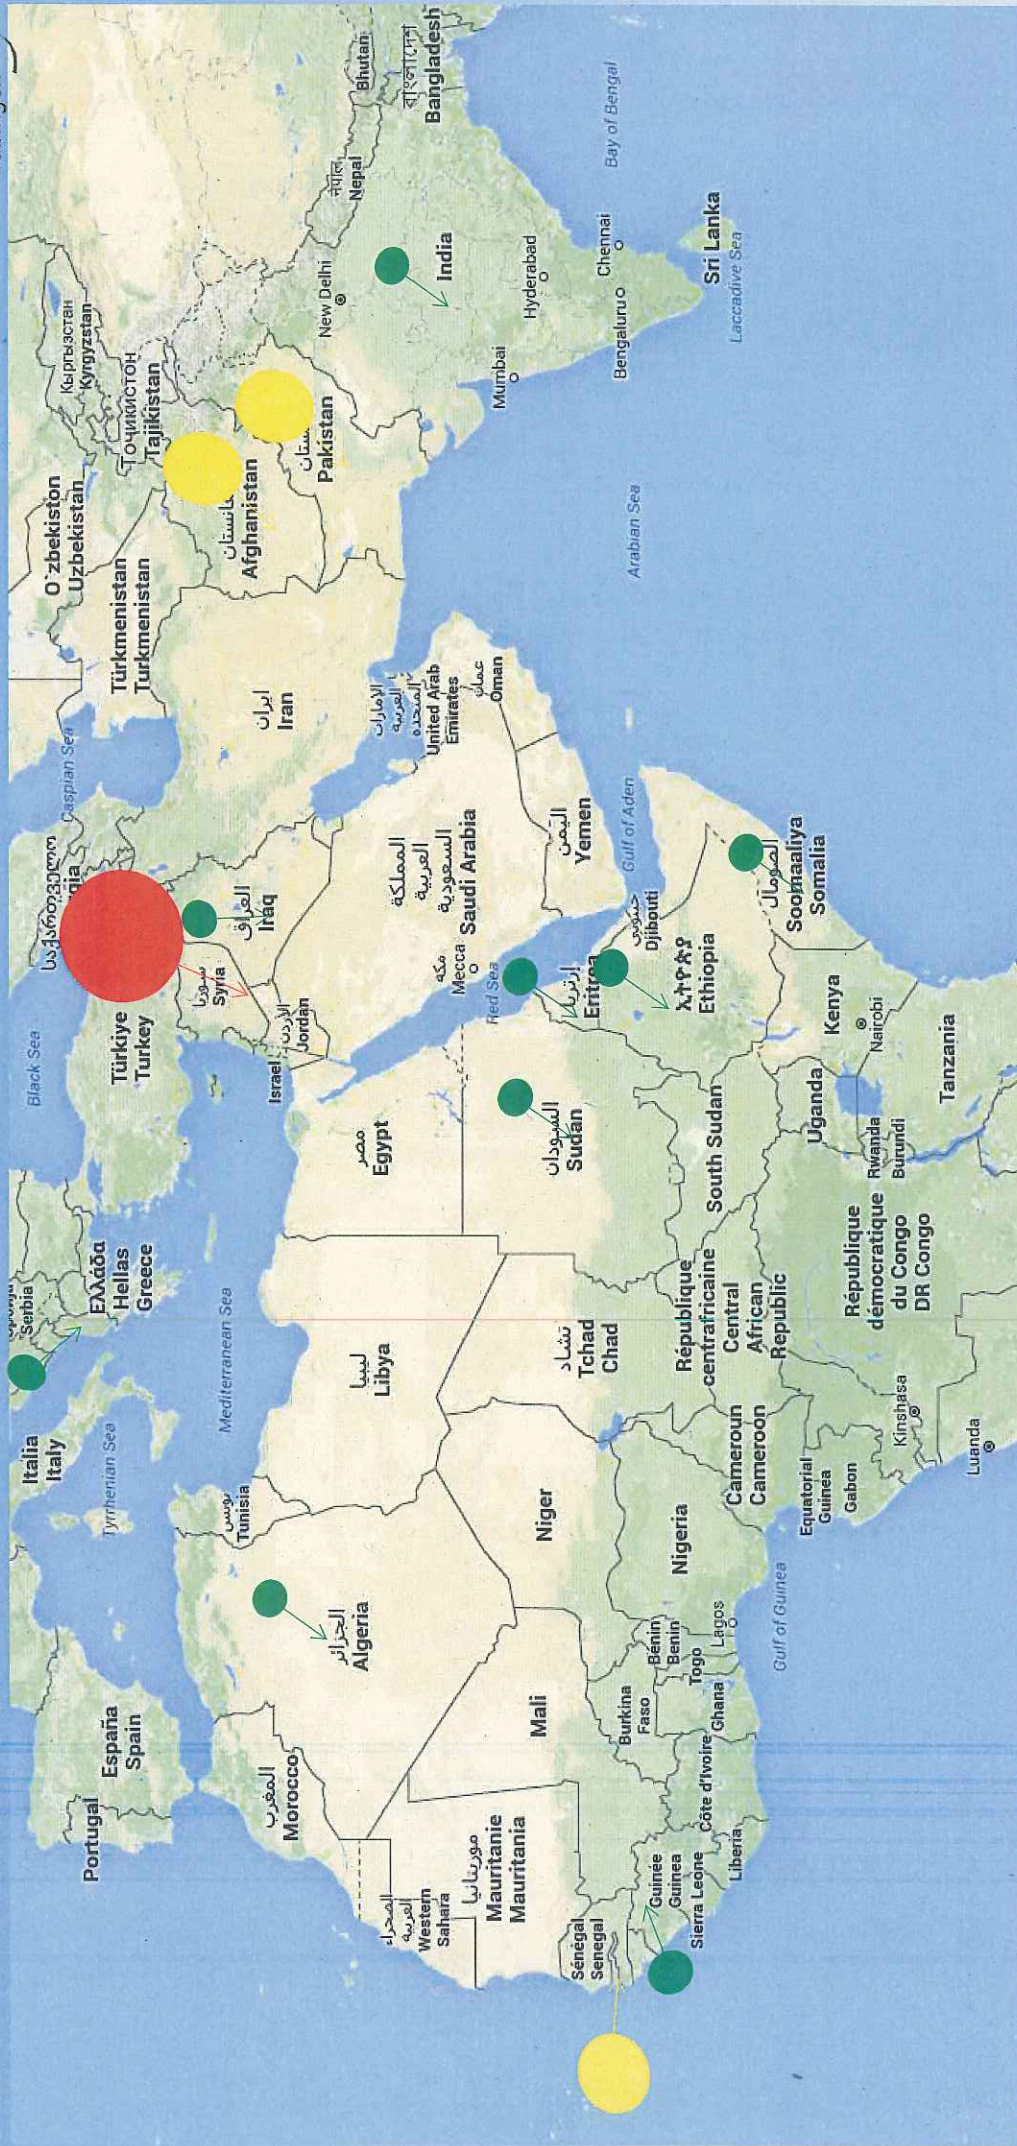 Portugal
España
Spain
Italia
Italy
Serbia
Ελλάδα
Hellas
Greece
Black Sea
Türkiye
Turkey
საქართველო
Caspian Sea
O`zbekiston
Uzbekistan
Türkmenistan
Turkmenistan
Кыргызстан
Kyrgyzstan
Тоҷикистон
Tajikistan
Tyrrhenian Sea
Mediterranean Sea
المغرب
Morocco
الجزائر
Algeria
تونس
Tunisia
ليبيا
Libya
مصر
Egypt
Israel
الأردن
Jordan
سوريا
Syria
العراق
Iraq
ایران
Iran
Afghanistan
Pakistan
New Delhi
नेपाल
Nepal
Bhutan
বাংলাদেশ
Bangladesh
India
Mumbai
Hyderabad
Bengaluru
Chennai
Bay of Bengal
Sri Lanka
Laccadive Sea
Arabian Sea
الصحراء
العربية
Western
Sahara
موريتانيا
Mauritanie
Mauritania
Mali
Niger
تشاد
Tchad
Chad
السودان
Sudan
Red Sea
مكة
Mecca
المملكة
العربية
السعودية
Saudi Arabia
الإمارات
العربية
المتحدة
United Arab
Emirates
عمان
Oman
اليمن
Yemen
Gulf of Aden
إرتريا
Eritrea
جيبوتي
Djibouti
ኢትዮጵያ
Ethiopia
الصومال
Soomaaliya
Somalia
Sénégal
Senegal
Guinée
Guinea
Sierra Leone
Liberia
Côte d'Ivoire
Burkina
Faso
Ghana
Togo
Bénin
Benin
Lagos
Nigeria
Gulf of Guinea
Cameroun
Cameroon
Equatorial
Guinea
Gabon
République
centrafricaine
Central
African
Republic
South Sudan
Uganda
Kenya
Nairobi
Rwanda
Burundi
Tanzania
République
démocratique
du Congo
DR Congo
Kinshasa
Luanda